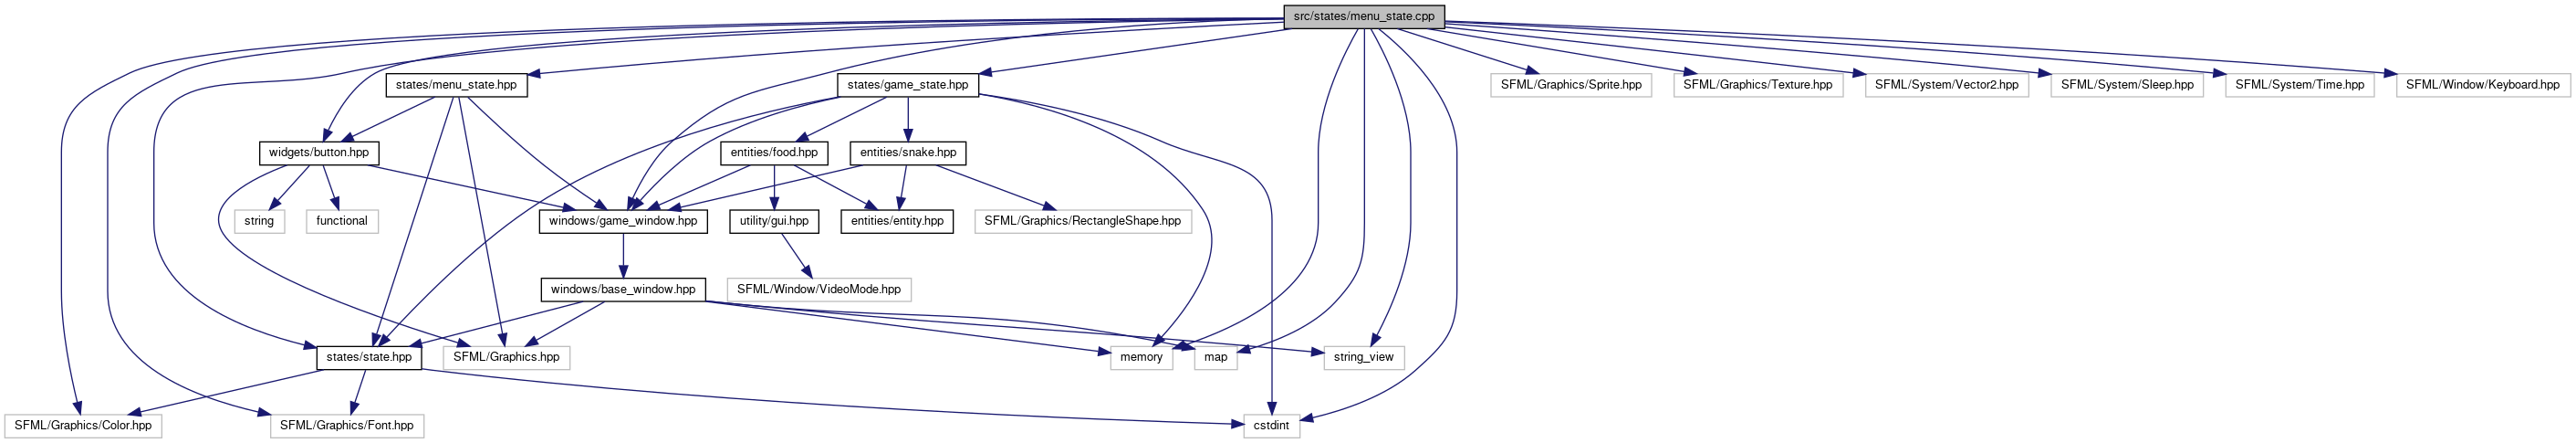 src/states/menu_state.cpp
states/menu_state.hpp
states/game_state.hpp
SFML/Graphics/Sprite.hpp
SFML/Graphics/Texture.hpp
SFML/System/Vector2.hpp
SFML/System/Sleep.hpp
SFML/System/Time.hpp
SFML/Window/Keyboard.hpp
widgets/button.hpp
entities/food.hpp
entities/snake.hpp
string
functional
windows/game_window.hpp
utility/gui.hpp
entities/entity.hpp
SFML/Graphics/RectangleShape.hpp
windows/base_window.hpp
SFML/Window/VideoMode.hpp
states/state.hpp
SFML/Graphics.hpp
memory
map
string_view
SFML/Graphics/Color.hpp
SFML/Graphics/Font.hpp
cstdint